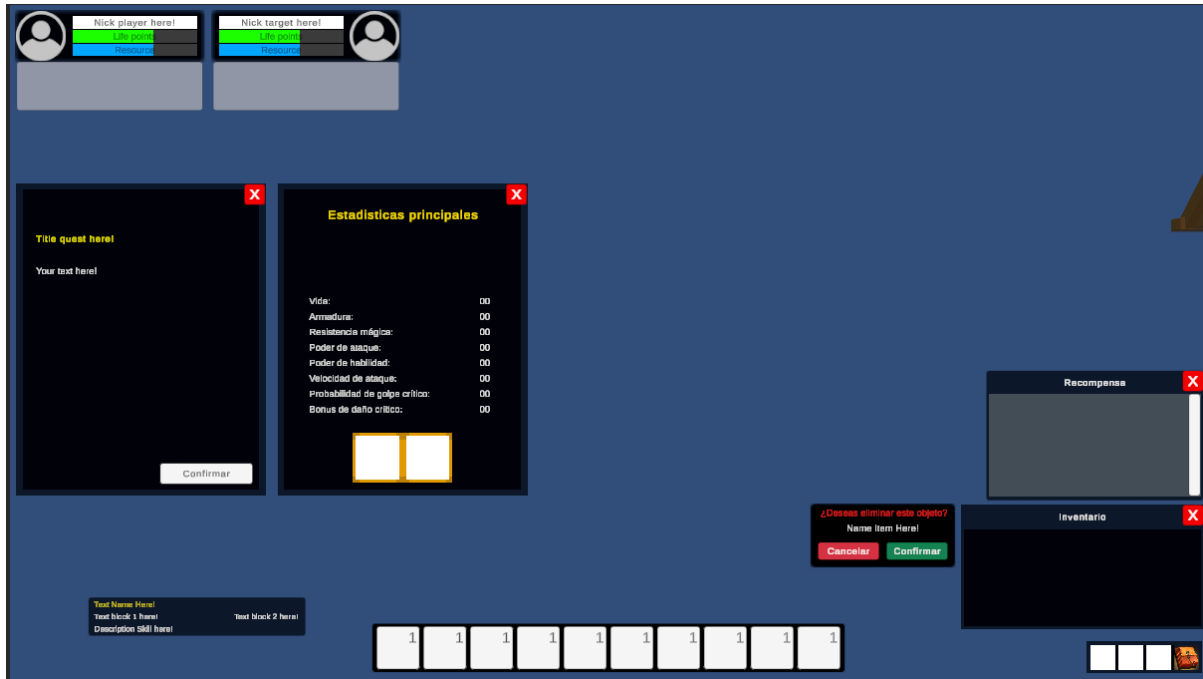 Nick player here!
Life points
Resource
Nick target here!
Life points
Resource
X
Title quest here!
Your text here!
Confirmar
X
Estadisticas principales
Vida: 00
Armadura: 00
Resistencia mágica: 00
Poder de ataque: 00
Poder de habilidad: 00
Velocidad de ataque: 00
Probabilidad de golpe crítico: 00
Bonus de daño crítico: 00
Recompensa X
¿Deseas eliminar este objeto?
Name Item Here!
Cancelar Confirmar
Inventario X
Text Name Here!
Text block 1 here! Text block 2 here!
Description Skill here!
1 1 1 1 1 1 1 1 1 1